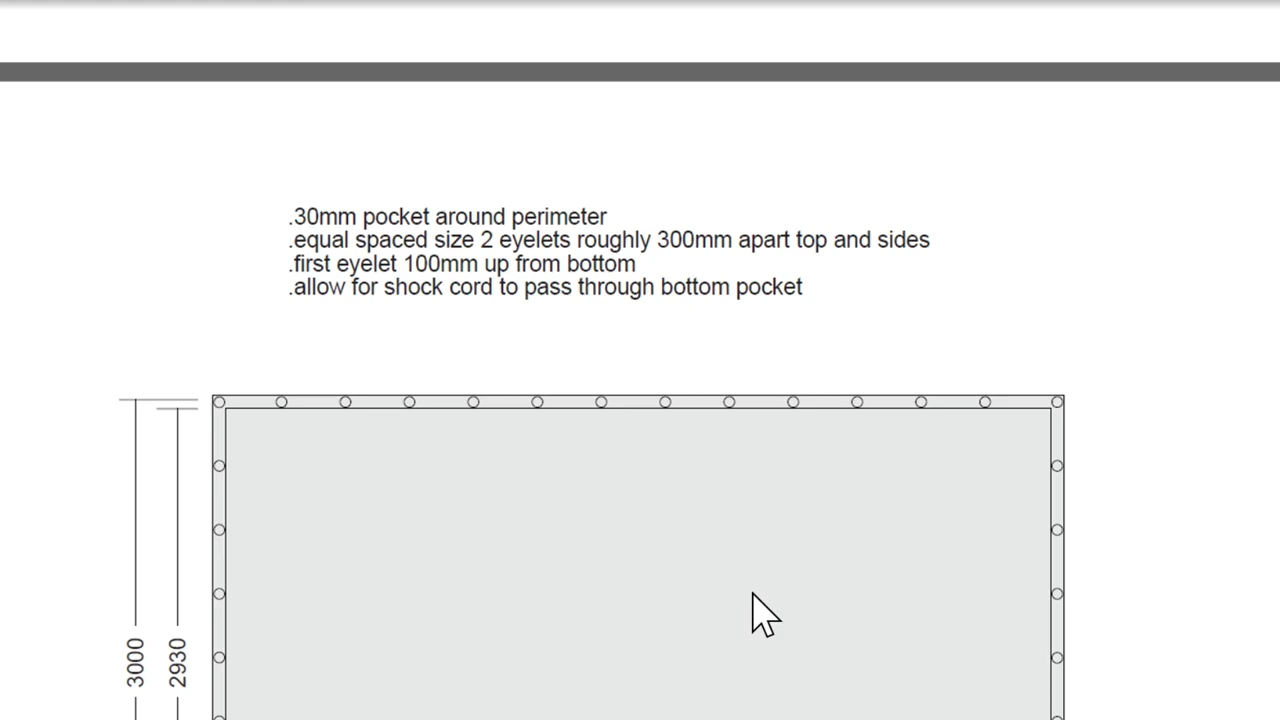 .30mm pocket around perimeter
.equal spaced size 2 eyelets roughly 300mm apart top and sides
.first eyelet 100mm up from bottom
.allow for shock cord to pass through bottom pocket
3000
2930